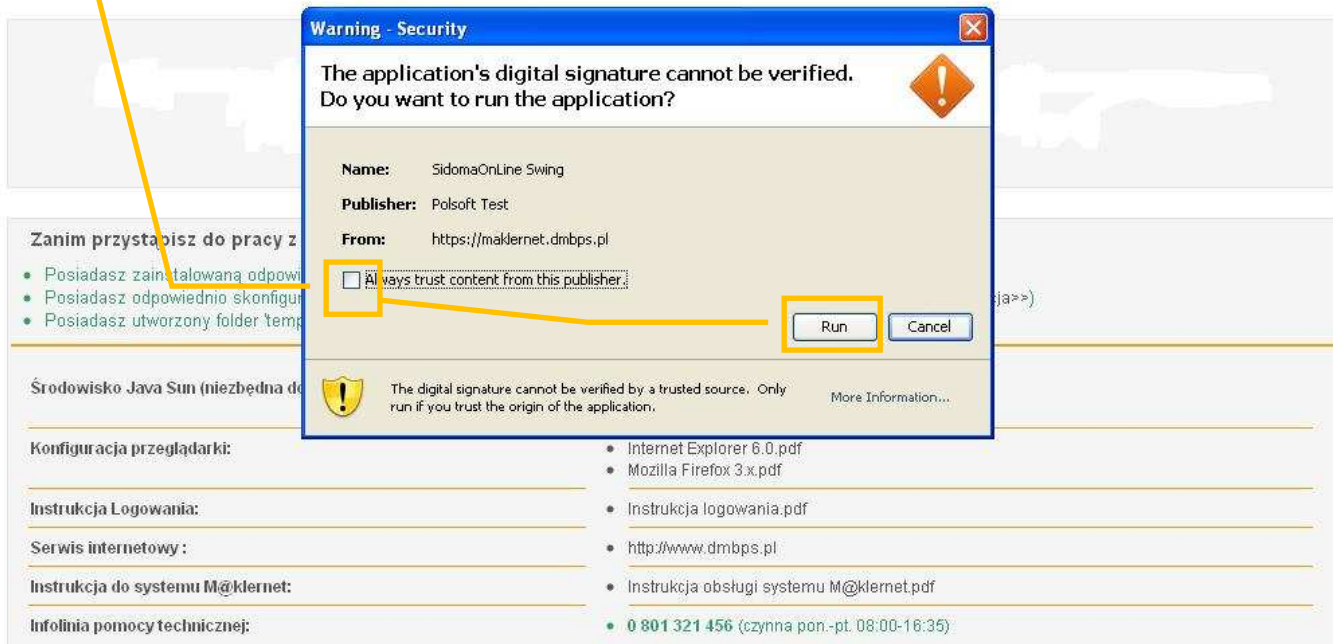 Warning - Security
The application's digital signature cannot be verified.
Do you want to run the application?
Name: SidomaOnLine Swing
Publisher: Polsoft Test
From: https://maklernet.dmbps.pl
Always trust content from this publisher.
Run Cancel
The digital signature cannot be verified by a trusted source. Only
run if you trust the origin of the application.
More Information...
Zanim przystąpisz do pracy z
• Posiadasz zainstalowaną odpowi
• Posiadasz odpowiednio skonfigur ja>>)
• Posiadasz utworzony folder 'temp
Środowisko Java Sun (niezbędna do
Konfiguracja przeglądarki: • Internet Explorer 6.0.pdf
• Mozilla Firefox 3.x.pdf
Instrukcja Logowania: • Instrukcja logowania.pdf
Serwis internetowy : • http://www.dmbps.pl
Instrukcja do systemu M@klernet: • Instrukcja obsługi systemu M@klernet.pdf
Infolinia pomocy technicznej: • 0 801 321 456 (czynna pon.-pt. 08:00-16:35)